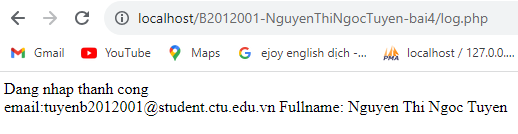 localhost/B2012001-NguyenThiNgocTuyen-bai4/log.php
Gmail YouTube Maps ejoy english dịch -... localhost / 127.0.0....
Dang nhap thanh cong
email:tuyenb2012001@student.ctu.edu.vn Fullname: Nguyen Thi Ngoc Tuyen